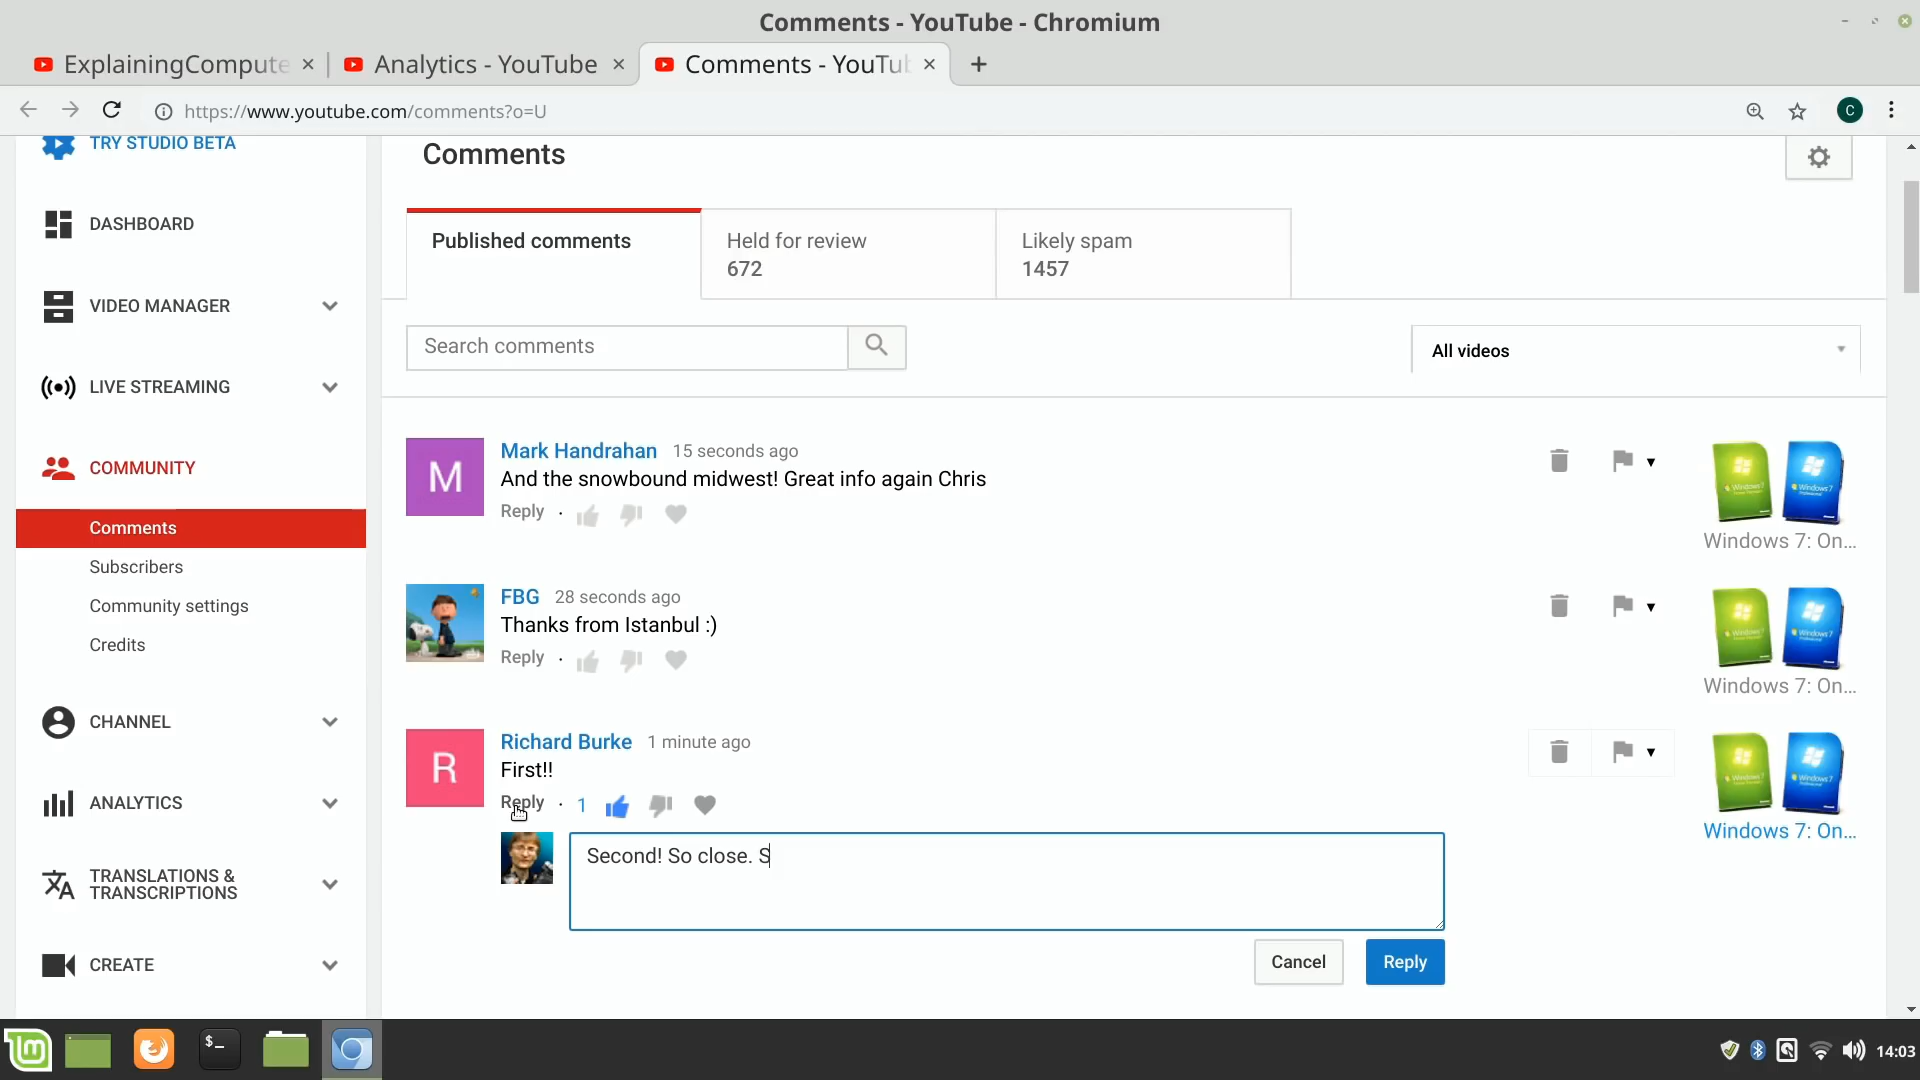 Comments - YouTube - Chromium
ExplainingCompute
Analytics - YouTube
Comments - YouTub
https://www.youtube.com/comments?o=U
C
TRY STUDIO BETA
DASHBOARD
VIDEO MANAGER
LIVE STREAMING
COMMUNITY
Comments
Subscribers
Community settings
Credits
CHANNEL
ANALYTICS
TRANSLATIONS &
TRANSCRIPTIONS
CREATE
Comments
Published comments
Held for review
672
Likely spam
1457
Search comments
All videos
M
Mark Handrahan 15 seconds ago
And the snowbound midwest! Great info again Chris
Reply ·
Windows 7: On...
FBG 28 seconds ago
Thanks from Istanbul :)
Reply ·
Windows 7: On...
R
Richard Burke 1 minute ago
First!!
Reply · 1
Windows 7: On...
Second! So close. S
Cancel
Reply
$_
14:03